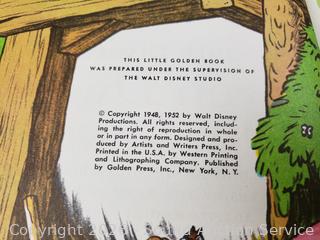 THIS LITTLE GOLDEN BOOK
WAS PREPARED UNDER THE SUPERVISION OF
THE WALT DISNEY STUDIO
© Copyright 1948, 1952 by Walt Disney
Productions. All rights reserved, includ-
ing the right of reproduction in whole
or in part in any form. Designed and pro-
duced by Artists and Writers Press, Inc.
Printed in the U.S.A. by Western Printing
and Lithographing Company. Published
by Golden Press, Inc., New York, N. Y.
Copyright
Auction Service